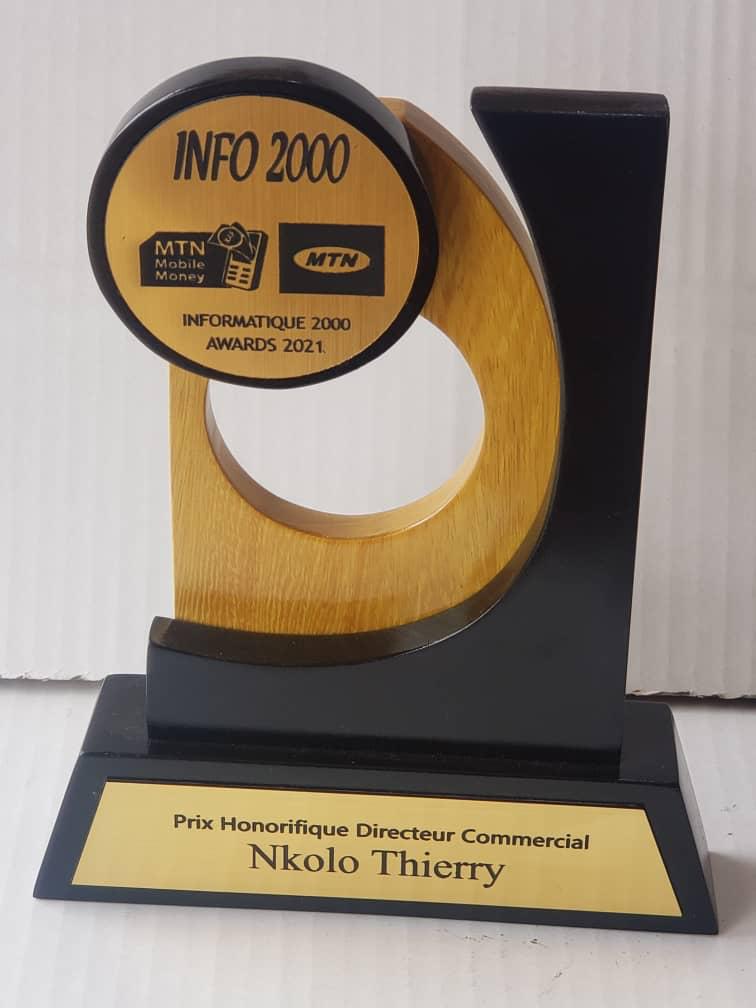 INFO 2000
MTN
Mobile
Money
MTN
INFORMATIQUE 2000
AWARDS 2021
Prix Honorifique Directeur Commercial
Nkolo Thierry